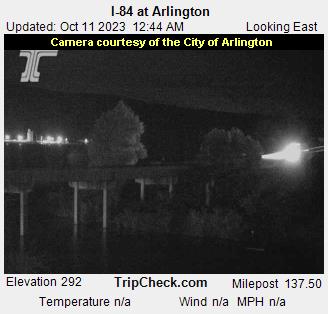 I-84 at Arlington
Updated: Oct 11 2023 12:44 AM Looking East
Camera courtesy of the City of Arlington
Elevation 292 TripCheck.com Milepost 137.50
Temperature n/a Wind n/a MPH n/a